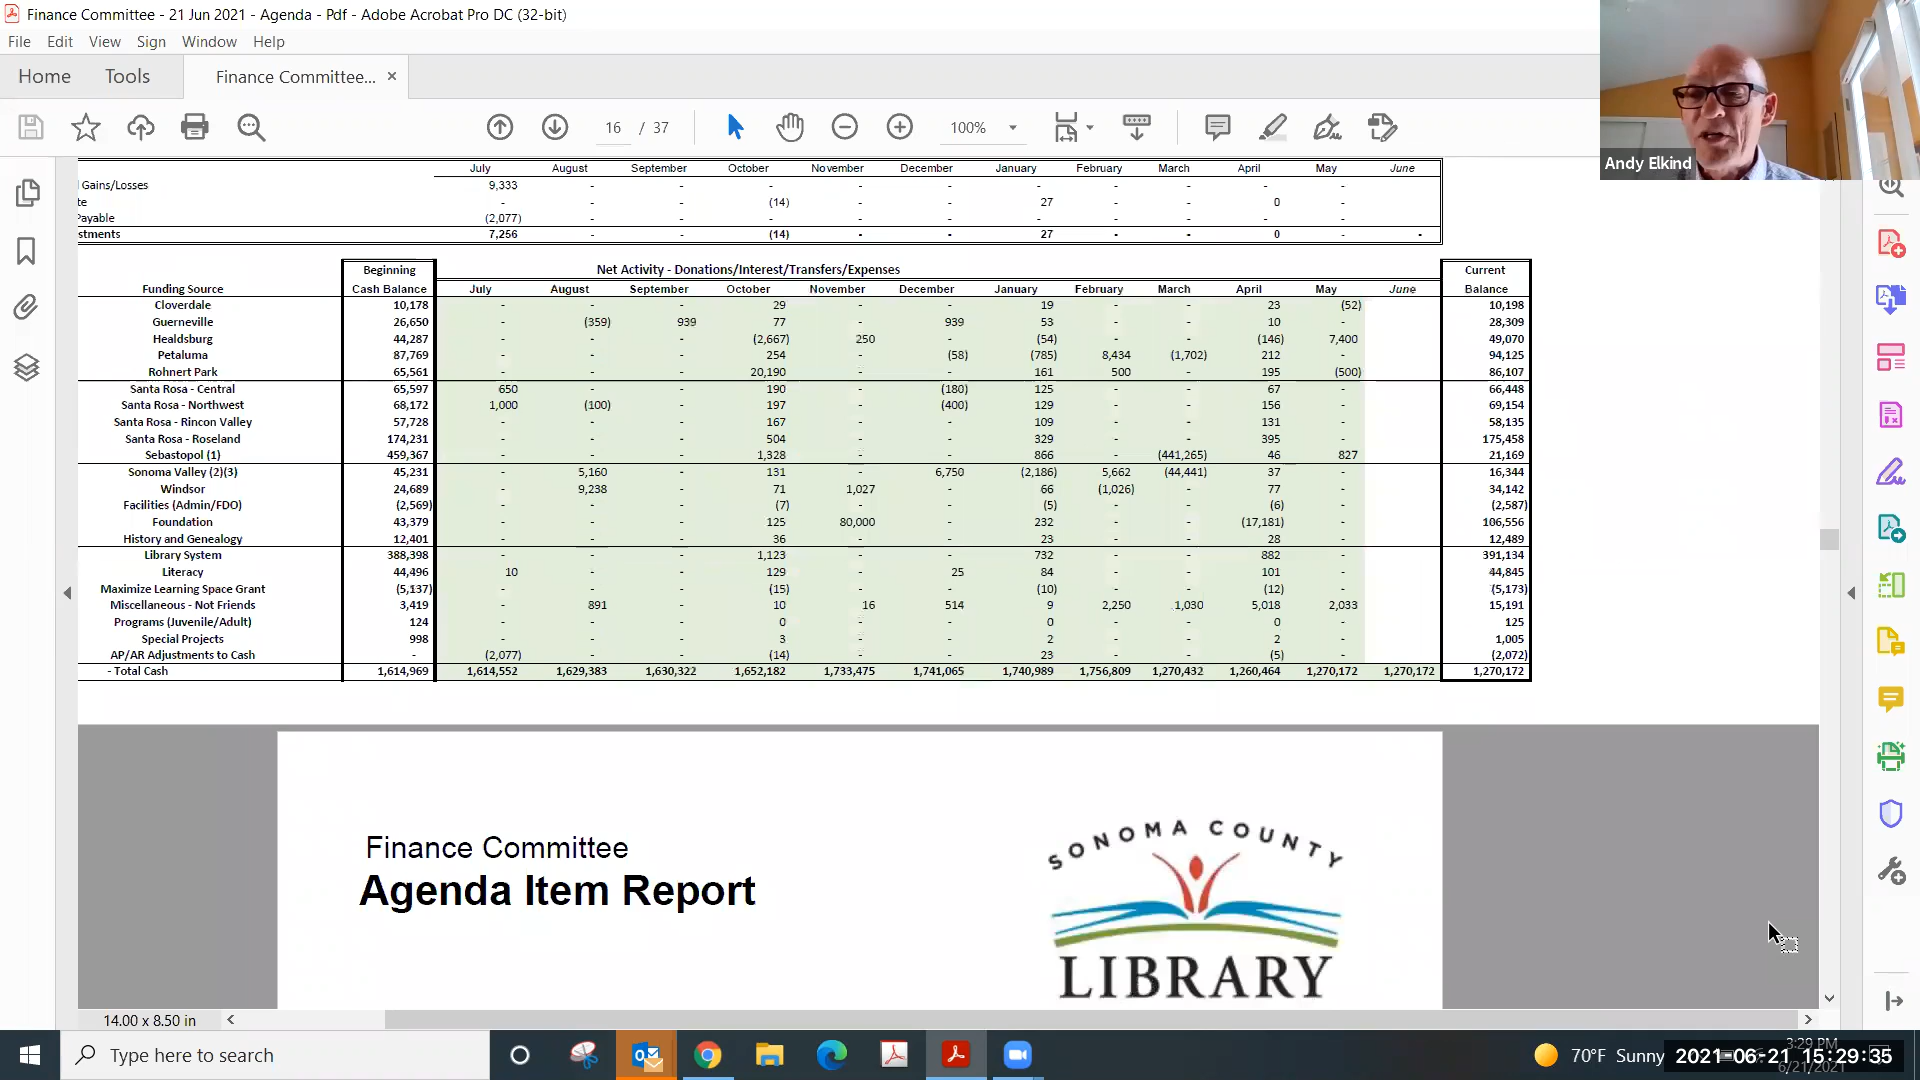 Finance Committee - 21 Jun 2021 - Agenda - Pdf - Adobe Acrobat Pro DC (32-bit)
File Edit View Sign Window Help
Home Tools Finance Committee... ×
16 / 37 100%
Andy Elkind
July August September October November December January February March April May June
Gains/Losses 9,333 - - - - - - - - - -
te - - - (14) - - 27 - - 0 -
Payable (2,077) - - - - - - - - - -
stments 7,256 - - (14) - - 27 - - 0 - -
Beginning Net Activity - Donations/Interest/Transfers/Expenses Current
Funding Source Cash Balance July August September October November December January February March April May June Balance
Cloverdale 10,178 - - - 29 - - 19 - - 23 (52) 10,198
Guerneville 26,650 - (359) 939 77 - 939 53 - - 10 - 28,309
Healdsburg 44,287 - - - (2,667) 250 - (54) - - (146) 7,400 49,070
Petaluma 87,769 - - - 254 - (58) (785) 8,434 (1,702) 212 - 94,125
Rohnert Park 65,561 - - - 20,190 - - 161 500 - 195 (500) 86,107
Santa Rosa - Central 65,597 650 - - 190 - (180) 125 - - 67 - 66,448
Santa Rosa - Northwest 68,172 1,000 (100) - 197 - (400) 129 - - 156 - 69,154
Santa Rosa - Rincon Valley 57,728 - - - 167 - - 109 - - 131 - 58,135
Santa Rosa - Roseland 174,231 - - - 504 - - 329 - - 395 - 175,458
Sebastopol (1) 459,367 - - - 1,328 - - 866 - (441,265) 46 827 21,169
Sonoma Valley (2)(3) 45,231 - 5,160 - 131 - 6,750 (2,186) 5,662 (44,441) 37 - 16,344
Windsor 24,689 - 9,238 - 71 1,027 - 66 (1,026) - 77 - 34,142
Facilities (Admin/FDO) (2,569) - - - (7) - - (5) - - (6) - (2,587)
Foundation 43,379 - - - 125 80,000 - 232 - - (17,181) - 106,556
History and Genealogy 12,401 - - - 36 - - 23 - - 28 - 12,489
Library System 388,398 - - - 1,123 - - 732 - - 882 - 391,134
Literacy 44,496 10 - - 129 - 25 84 - - 101 - 44,845
Maximize Learning Space Grant (5,137) - - - (15) - - (10) - - (12) - (5,173)
Miscellaneous - Not Friends 3,419 - 891 - 10 16 514 9 2,250 1,030 5,018 2,033 15,191
Programs (Juvenile/Adult) 124 - - - 0 - - 0 - - 0 - 125
Special Projects 998 - - - 3 - - 2 - - 2 - 1,005
AP/AR Adjustments to Cash - (2,077) - - (14) - - 23 - - (5) - (2,072)
- Total Cash 1,614,969 1,614,552 1,629,383 1,630,322 1,652,182 1,733,475 1,741,065 1,740,989 1,756,809 1,270,432 1,260,464 1,270,172 1,270,172 1,270,172
Finance Committee
Agenda Item Report
SONOMA COUNTY
LIBRARY
14.00 x 8.50 in
Type here to search
70°F Sunny
3:29 PM
2021-06-21 15:29:35
6/21/2021